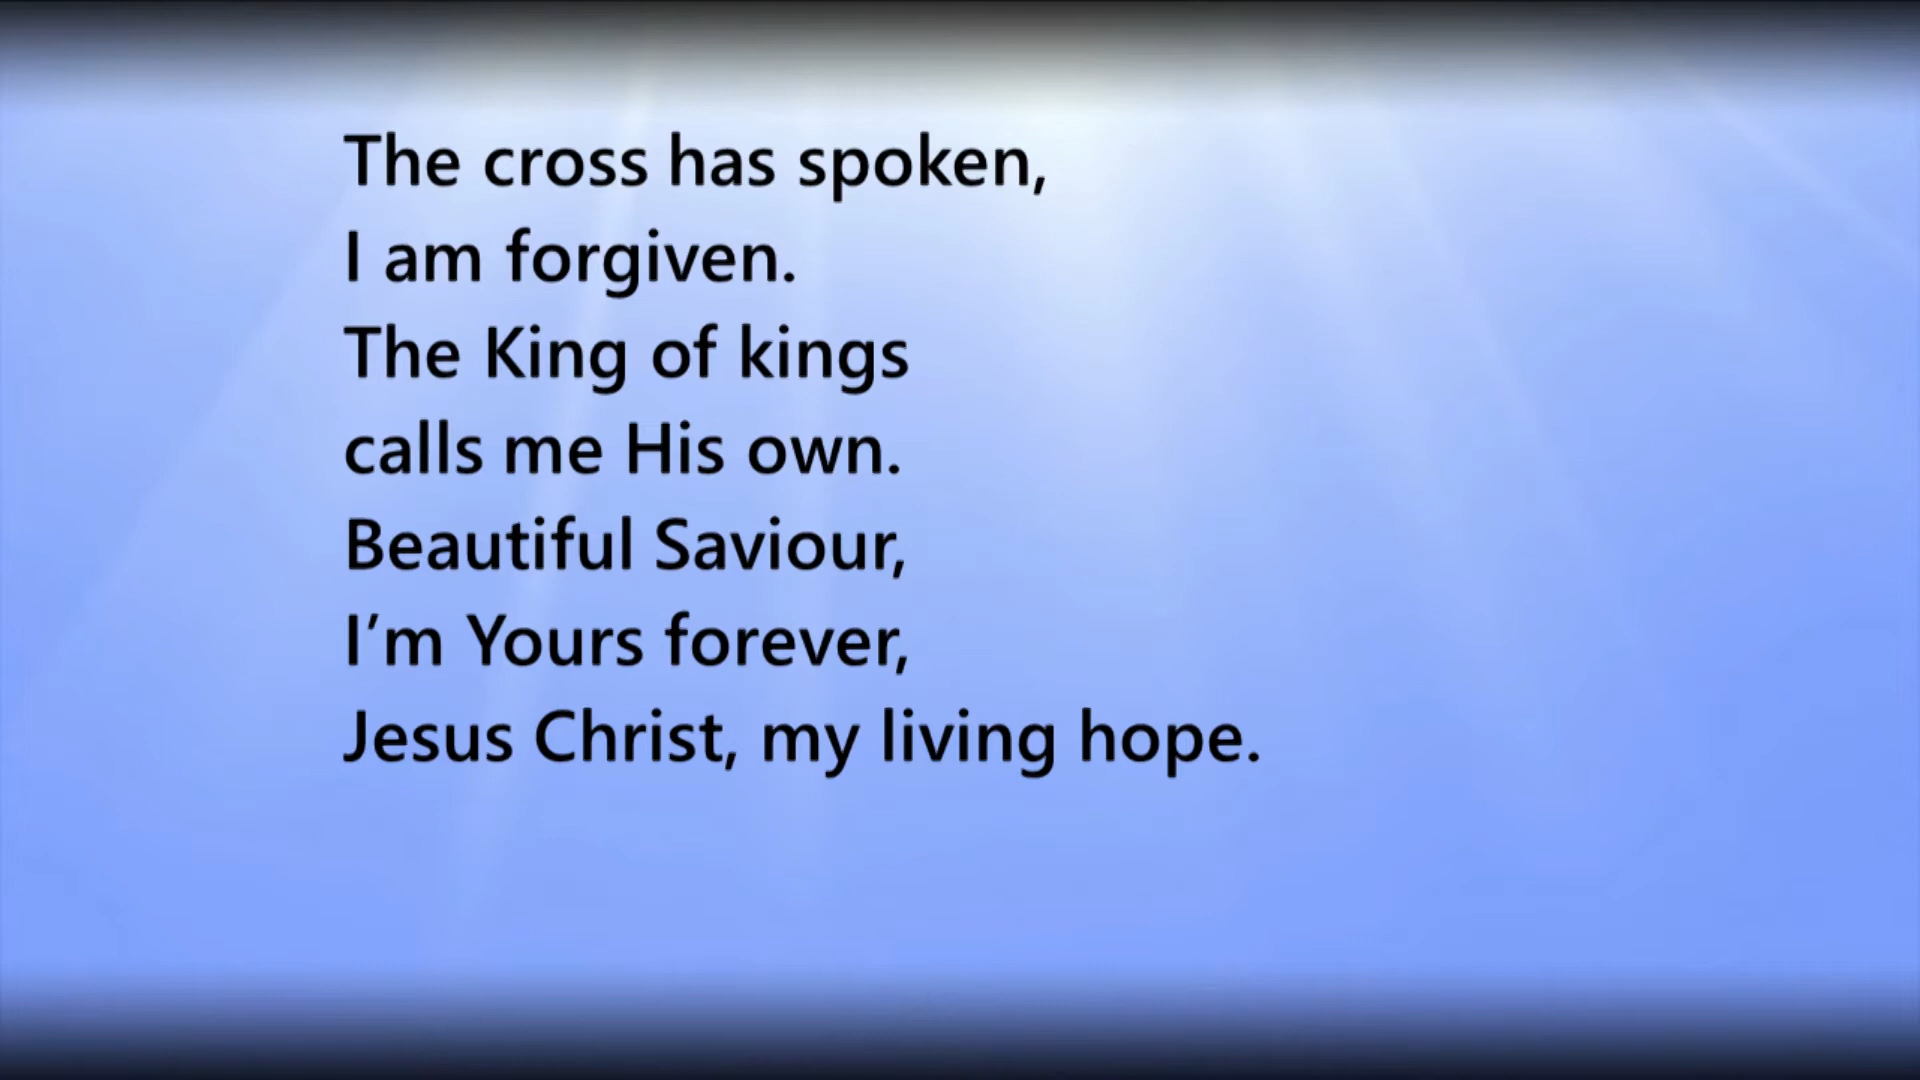 The cross has spoken,
I am forgiven.
The King of kings
calls me His own.
Beautiful Saviour,
I’m Yours forever,
Jesus Christ, my living hope.